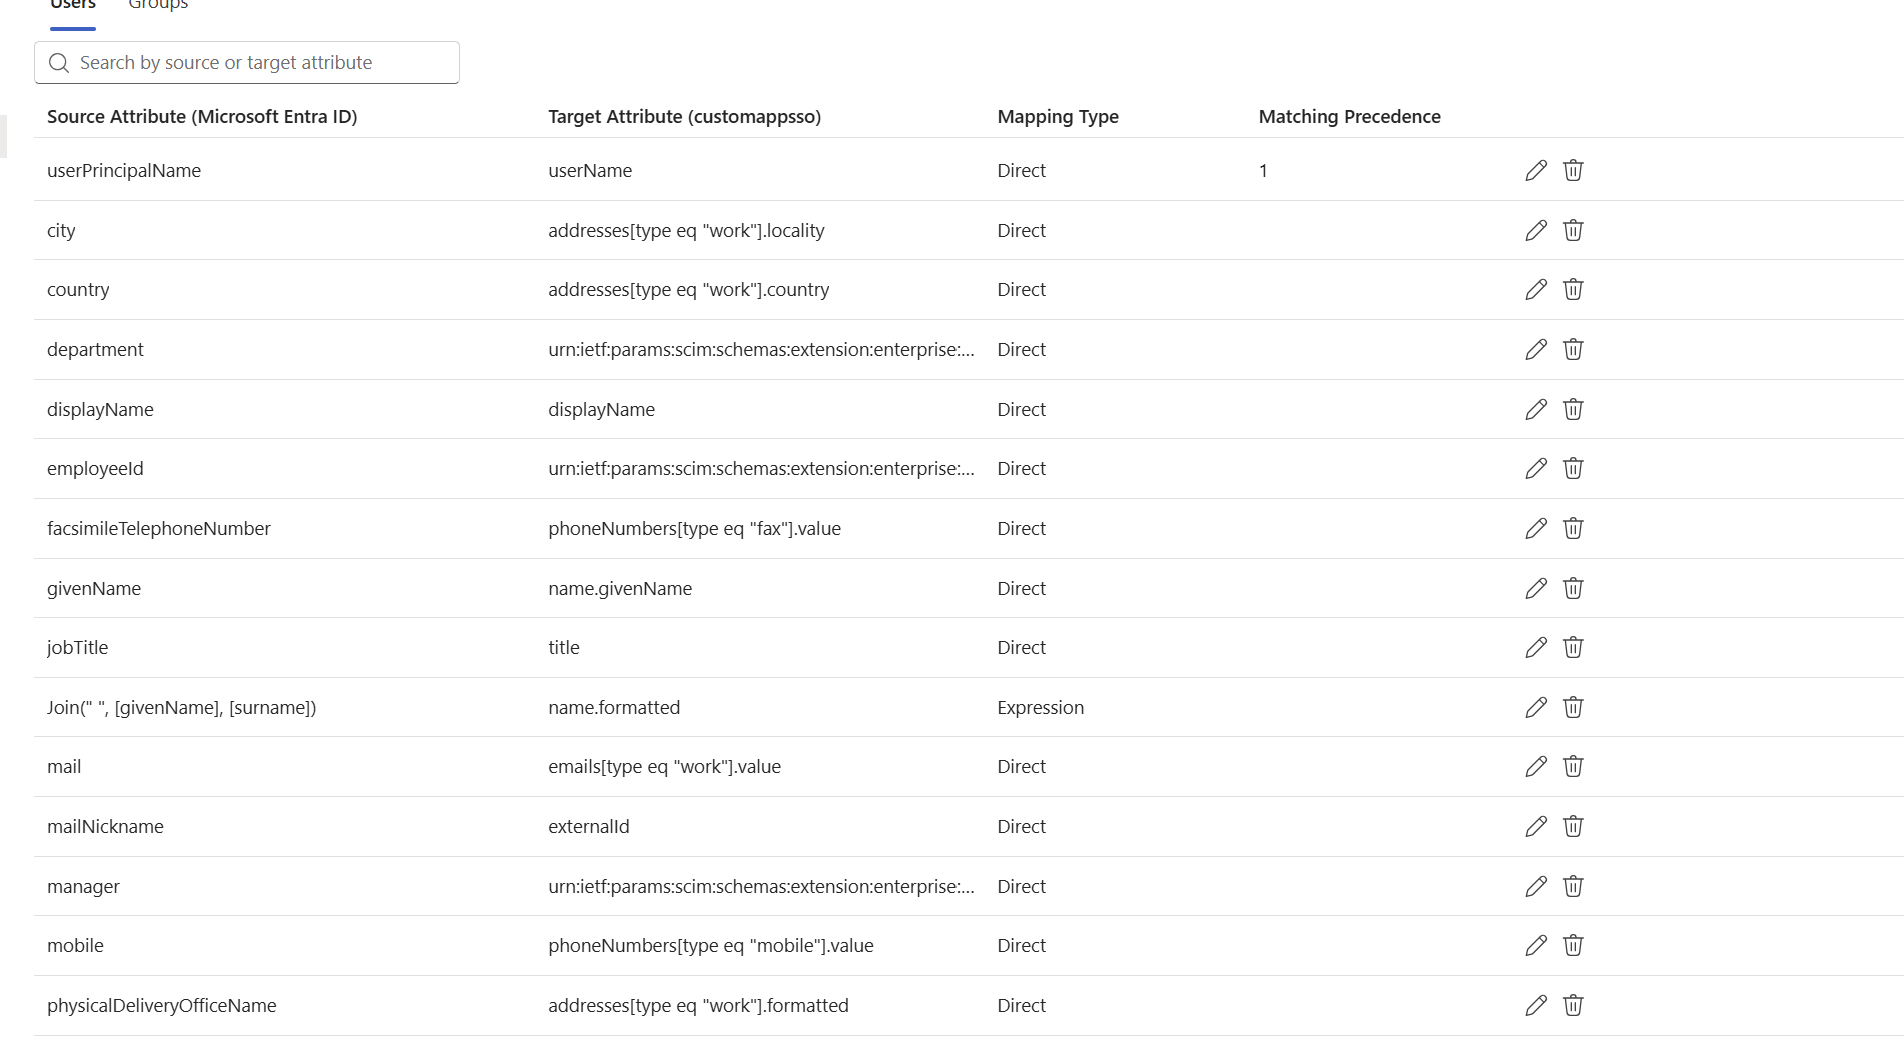 Users Groups
Search by source or target attribute
Source Attribute (Microsoft Entra ID) Target Attribute (customappsso) Mapping Type Matching Precedence
userPrincipalName userName Direct 1
city addresses[type eq "work"].locality Direct
country addresses[type eq "work"].country Direct
department urn:ietf:params:scim:schemas:extension:enterprise:... Direct
displayName displayName Direct
employeeId urn:ietf:params:scim:schemas:extension:enterprise:... Direct
facsimileTelephoneNumber phoneNumbers[type eq "fax"].value Direct
givenName name.givenName Direct
jobTitle title Direct
Join(" ", [givenName], [surname]) name.formatted Expression
mail emails[type eq "work"].value Direct
mailNickname externalId Direct
manager urn:ietf:params:scim:schemas:extension:enterprise:... Direct
mobile phoneNumbers[type eq "mobile"].value Direct
physicalDeliveryOfficeName addresses[type eq "work"].formatted Direct